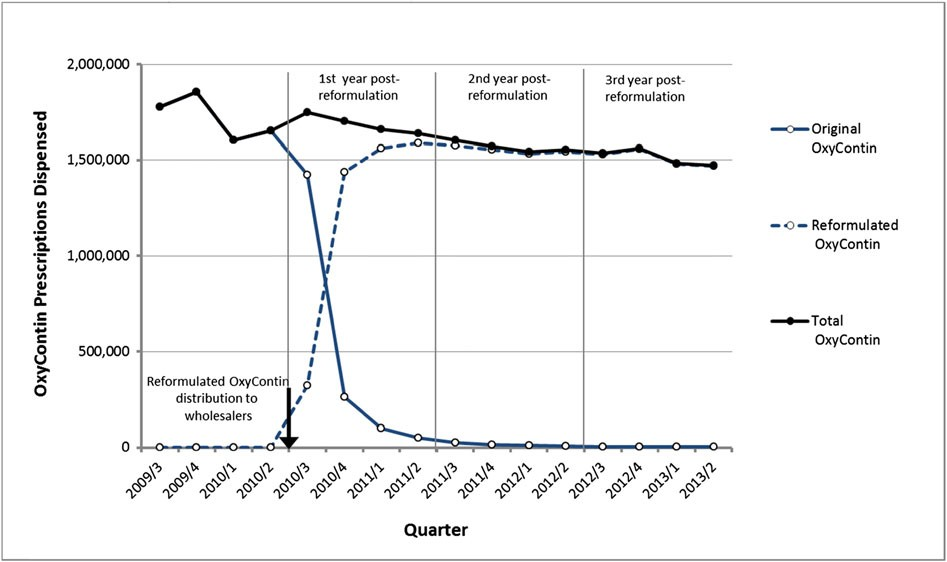 OxyContin Prescriptions Dispensed
2,000,000
1,500,000
1,000,000
500,000
0
1st year post-
reformulation
2nd year post-
reformulation
3rd year post-
reformulation
Reformulated OxyContin
distribution to
wholesalers
2009/3
2009/4
2010/1
2010/2
2010/3
2010/4
2011/1
2011/2
2011/3
2011/4
2012/1
2012/2
2012/3
2012/4
2013/1
2013/2
Quarter
Original
OxyContin
Reformulated
OxyContin
Total
OxyContin